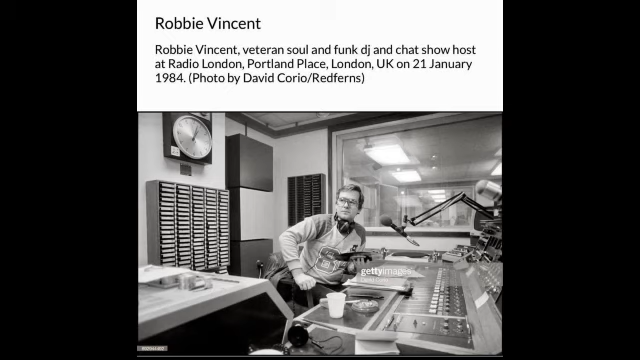 Robbie Vincent
Robbie Vincent, veteran soul and funk dj and chat show host
at Radio London, Portland Place, London, UK on 21 January
1984. (Photo by David Corio/Redferns)
S
gettyimages